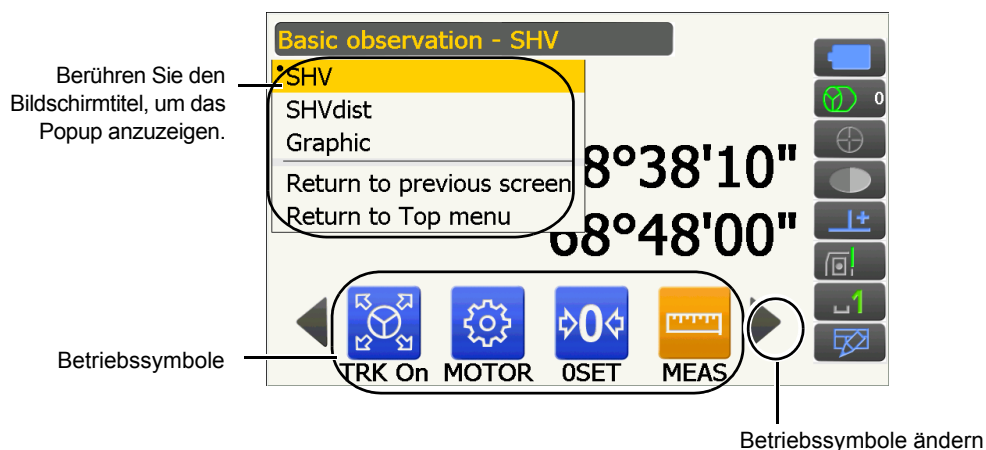 Basic observation - SHV
Berühren Sie den
Bildschirmtitel, um das
Popup anzuzeigen.
SHV
SHVdist
Graphic
Return to previous screen
Return to Top menu
8°38'10"
68°48'00"
0
1
Betriebssymbole
0
TRK On MOTOR 0SET MEAS
Betriebssymbole ändern